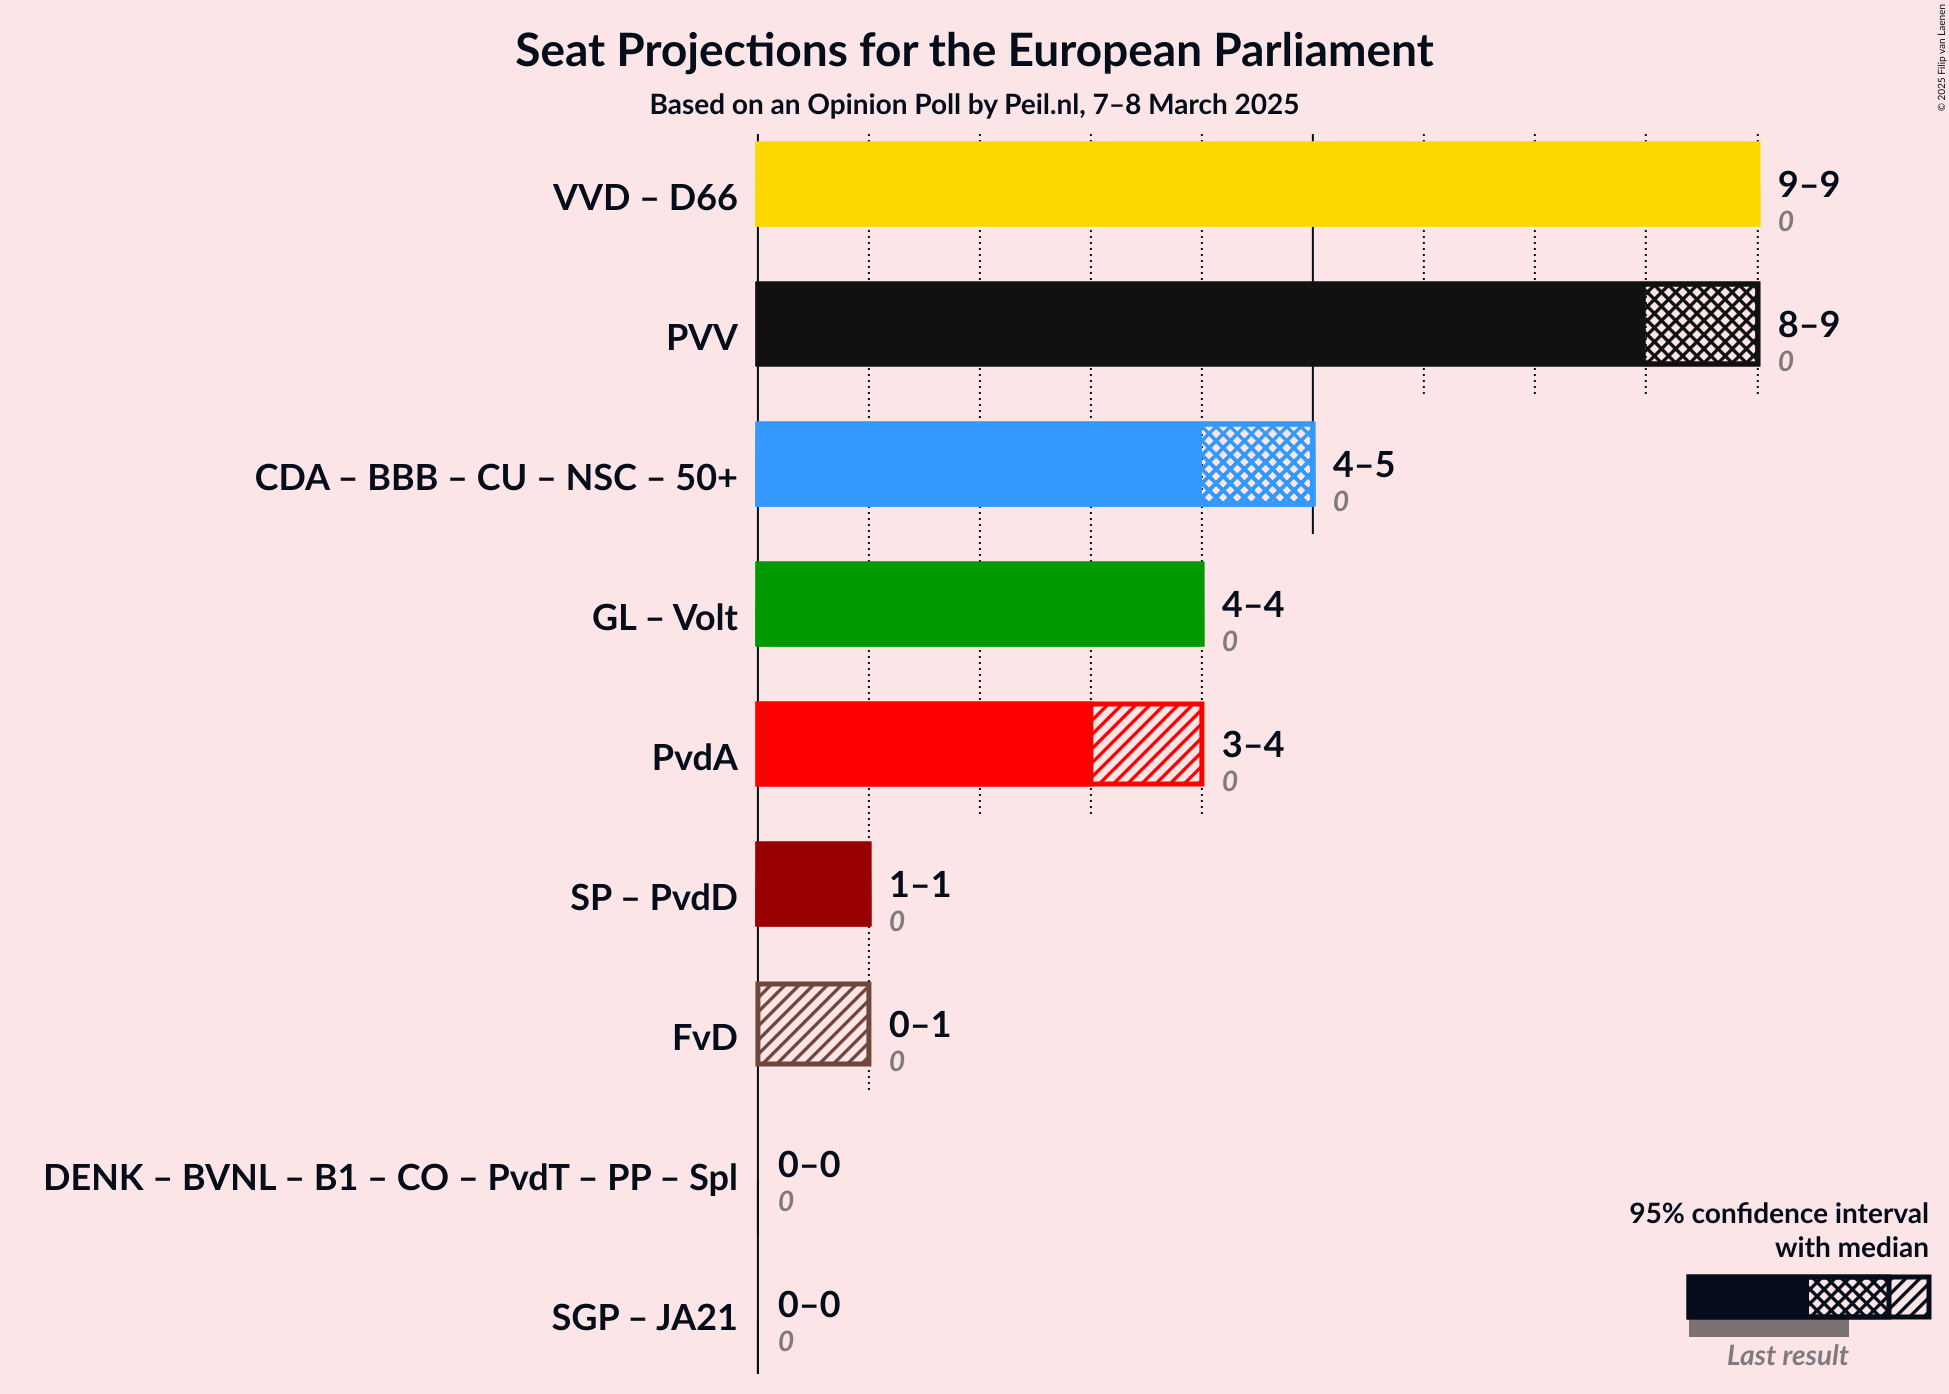 Seat Projections for the European Parliament
Based on an Opinion Poll by Peil.nl, 7–8 March 2025
© 2025 Filip van Laenen
VVD – D66
9–9
0
PVV
8–9
0
CDA – BBB – CU – NSC – 50+
4–5
0
GL – Volt
4–4
0
PvdA
3–4
0
SP – PvdD
1–1
0
FvD
0–1
0
DENK – BVNL – B1 – CO – PvdT – PP – Spl
0–0
0
SGP – JA21
0–0
0
95% confidence interval
with median
Last result